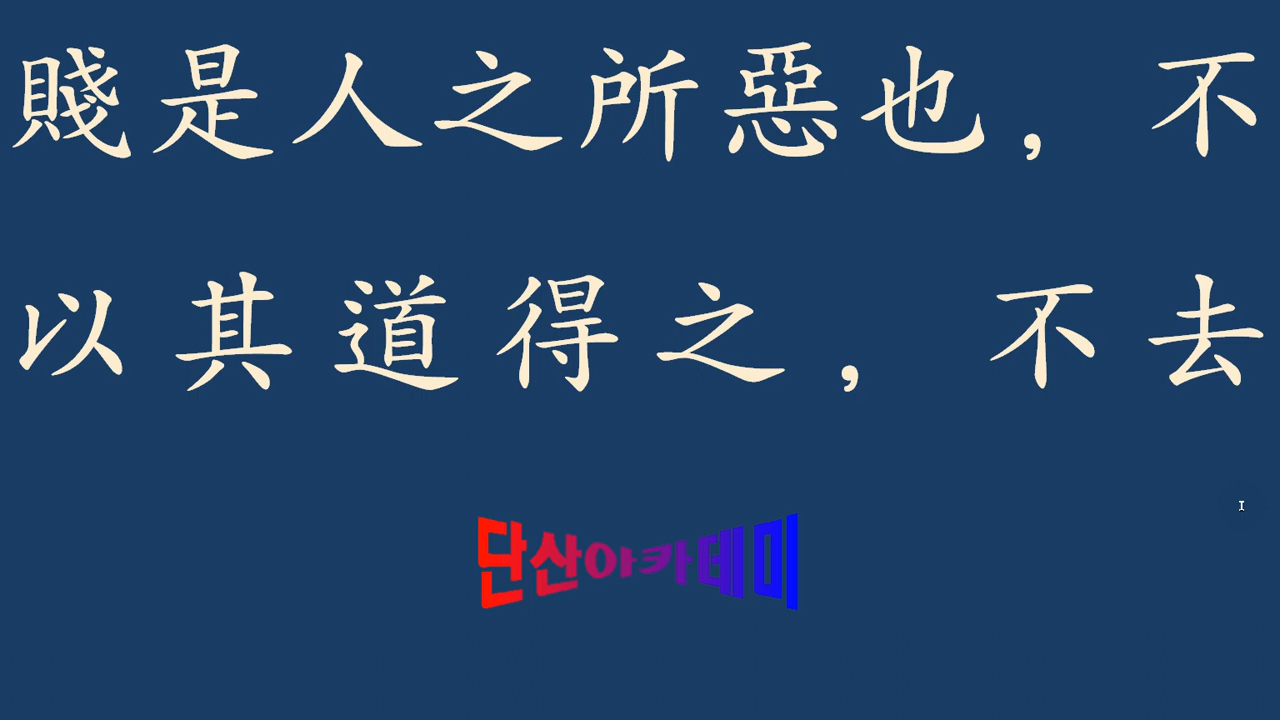 賤是人之所惡也, 不
以其道得之, 不去
단산아카데미